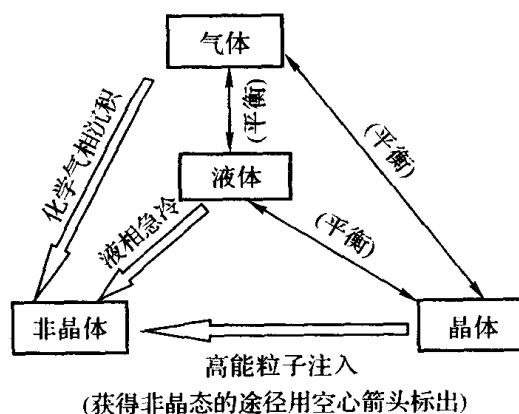 气体
化学气相沉积
(平衡)
(平衡)
液体
液相急冷
(平衡)
非晶体
晶体
高能粒子注入
(获得非晶态的途径用空心箭头标出)